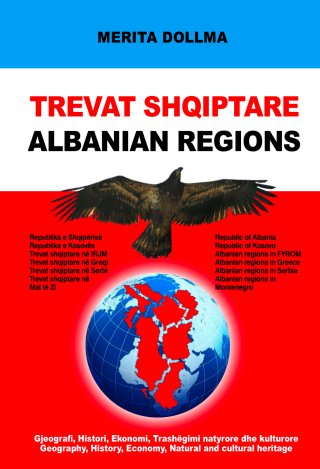 MERITA DOLLMA
TREVAT SHQIPTARE
ALBANIAN REGIONS
Republika e Shqipërisë
Republika e Kosovës
Trevat shqiptare në IRJM
Trevat shqiptare në Greqi
Trevat shqiptare në Serbi
Trevat shqiptare në
Mal të Zi
Republic of Albania
Republic of Kosovo
Albanian regions in FYROM
Albanian regions in Greece
Albanian regions in Serbia
Albanian regions in
Montenegro
Gjeografi, Histori, Ekonomi, Trashëgimi natyrore dhe kulturore
Geography, History, Economy, Natural and cultural heritage